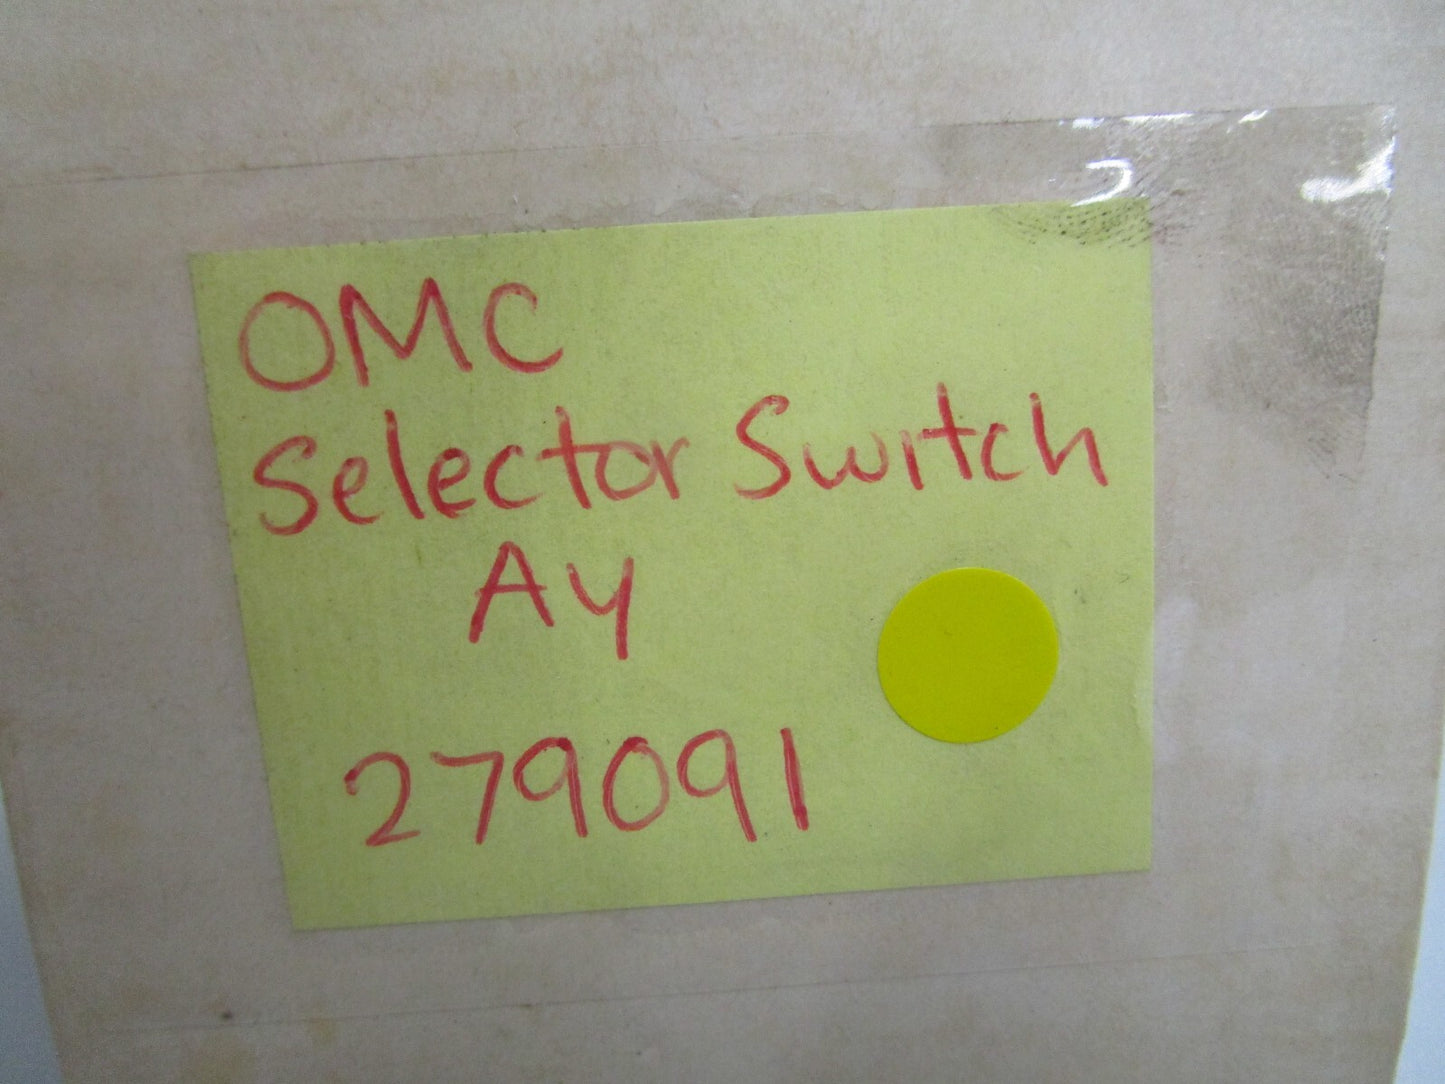 OMC
Selector Switch
Ay
279091